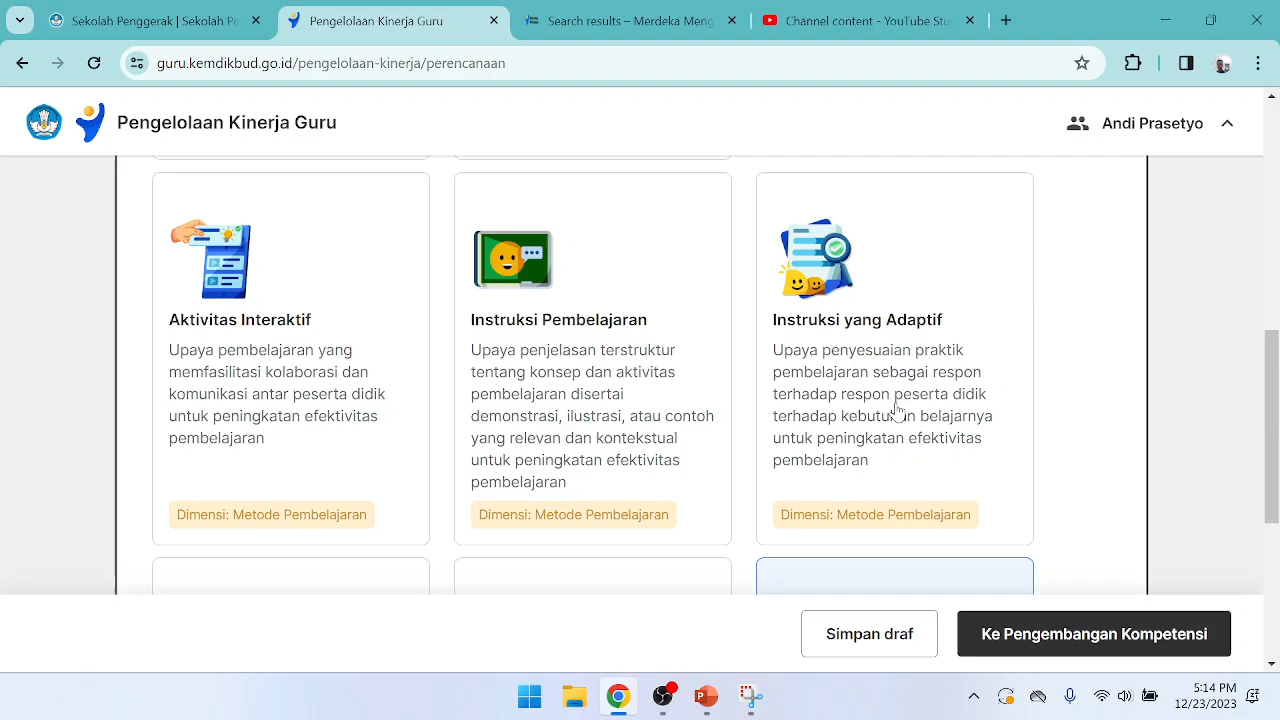 Sekolah Pengerak | Sekolah Pe
Pengelolaan Kinerja Guru
Search results – Merdeka Meng
Channel content - YouTube Stu
guru.kemdikbud.go.id/pengelolaan-kinerja/perencanaan
Pengelolaan Kinerja Guru
Andi Prasetyo
Aktivitas Interaktif
Upaya pembelajaran yang
memfasilitasi kolaborasi dan
komunikasi antar peserta didik
untuk peningkatan efektivitas
pembelajaran
Dimensi: Metode Pembelajaran
Instruksi Pembelajaran
Upaya penjelasan terstruktur
tentang konsep dan aktivitas
pembelajaran disertai
demonstrasi, ilustrasi, atau contoh
yang relevan dan kontekstual
untuk peningkatan efektivitas
pembelajaran
Dimensi: Metode Pembelajaran
Instruksi yang Adaptif
Upaya penyesuaian praktik
pembelajaran sebagai respon
terhadap respon peserta didik
terhadap kebutuhan belajarnya
untuk peningkatan efektivitas
pembelajaran
Dimensi: Metode Pembelajaran
Simpan draf
Ke Pengembangan Kompetensi
5:14 PM
12/23/2023